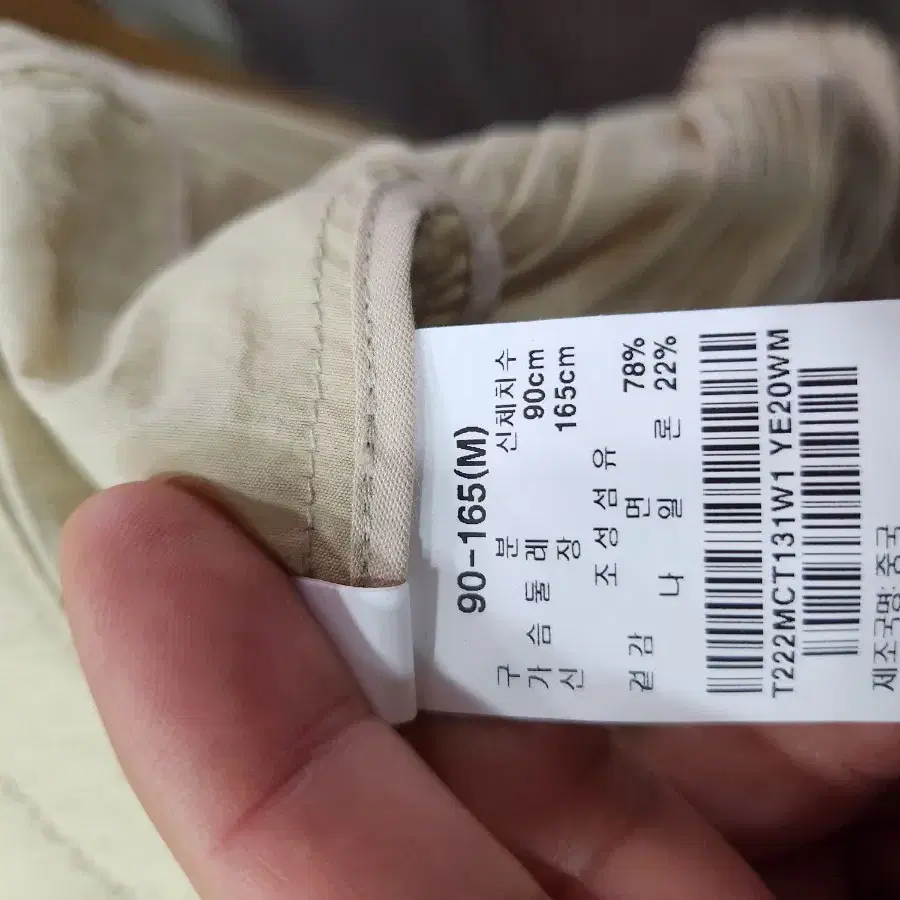 90-165(M)
구 분 신체치수
가슴둘레 90cm
신 장 165cm
조성섬유
겉감 면 78%
나일론 22%
T222MCT131W1 YE20WM
제조국명: 중국